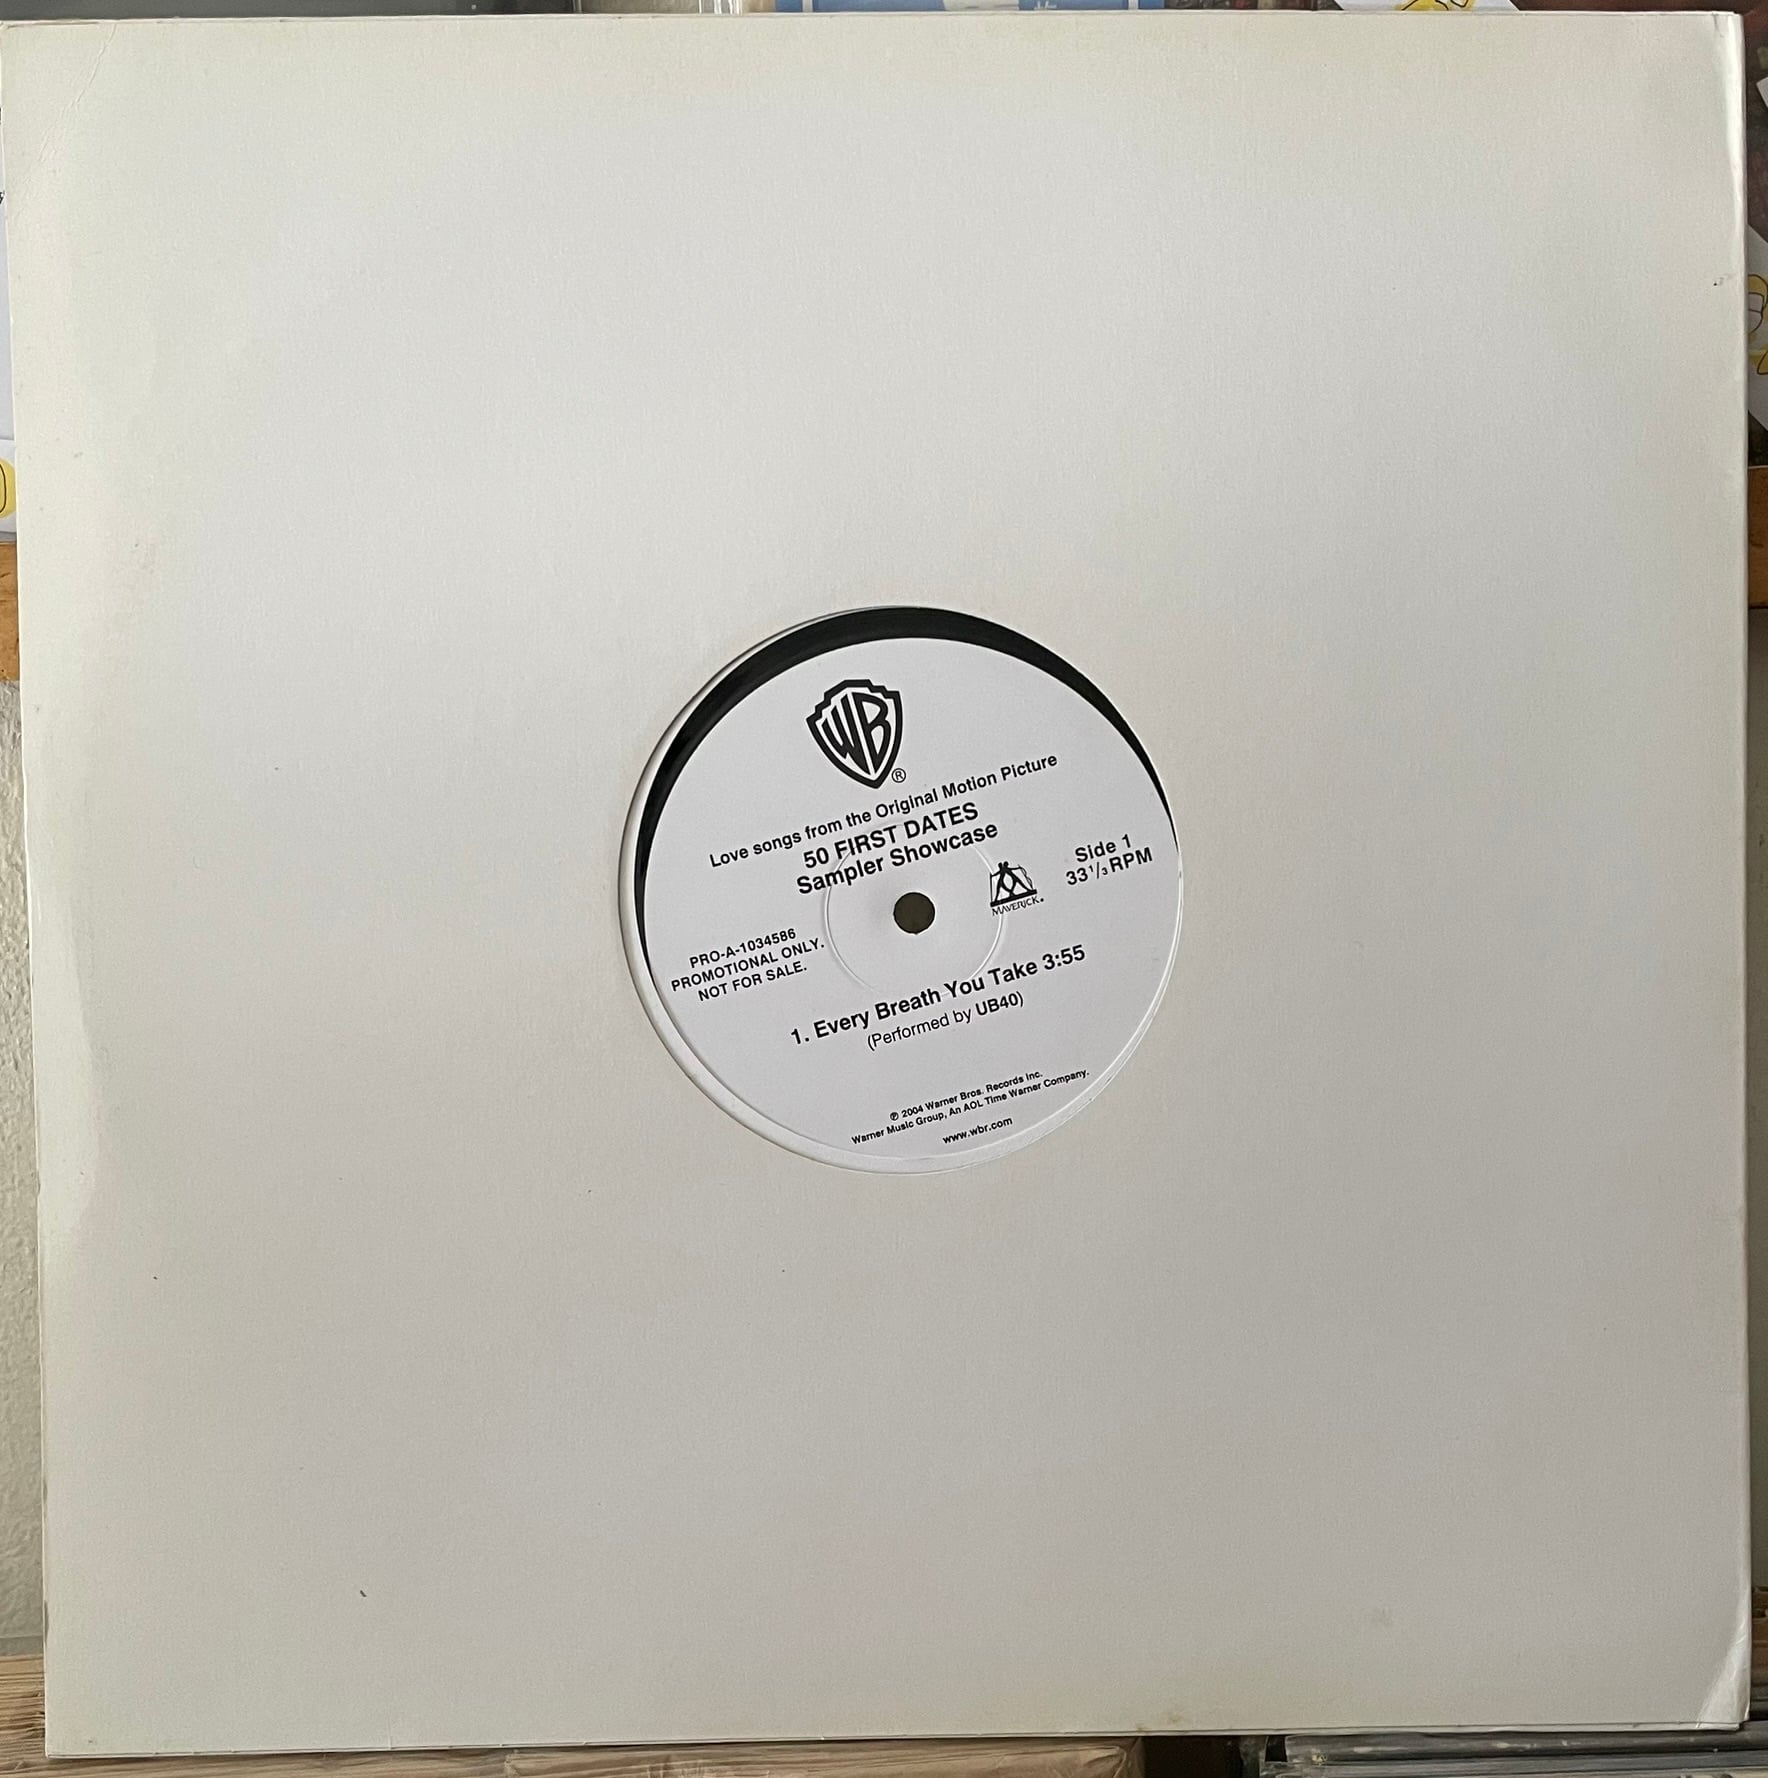 WB
®
Love songs from the Original Motion Picture
50 FIRST DATES
Sampler Showcase
MAVERICK
Side 1
33⅓ RPM
PRO-A-1034586
PROMOTIONAL ONLY.
NOT FOR SALE.
1. Every Breath You Take 3:55
(Performed by UB40)
℗ 2004 Warner Bros. Records Inc.
Warner Music Group, An AOL Time Warner Company.
www.wbr.com